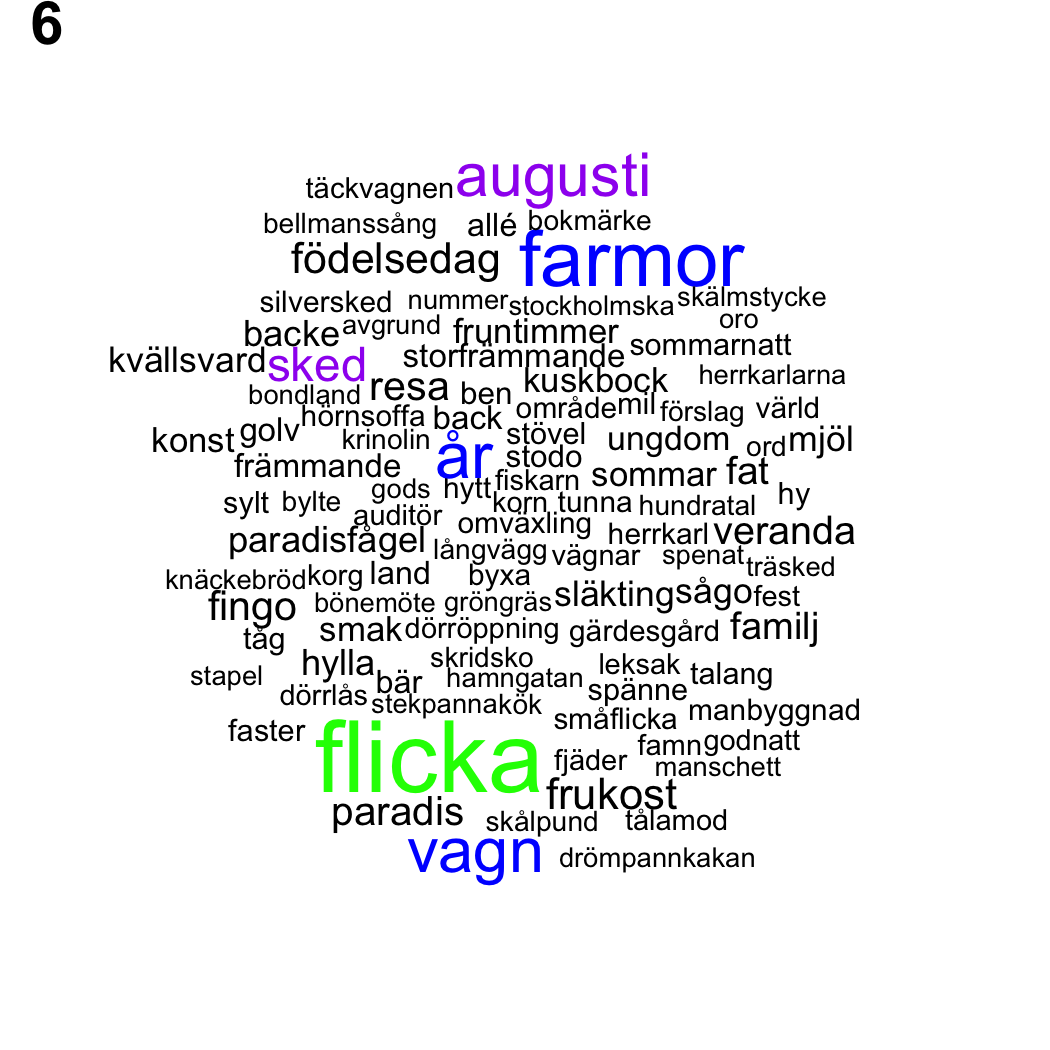 6
täckvagnen augusti
bellmanssång allé bokmärke
födelsedag farmor
silversked nummer stockholmska skälmstycke
backe avgrund fruntimmer oro
kvällsvard sked storfrämmande sommarnatt
bondland resa ben kuskbock herrkarlarna
hörnsoffa back område mil förslag värld
konst golv krinolin år stövel ungdom ord mjöl
främmande stodo sommar fat
sylt bylte gods hytt fiskarn korn tunna hundratal hy
auditör omväxling
paradisfågel långvägg vägnar herrkarl veranda
spenat träsked
knäckebröd korg land byxa
fingo bönemöte gröngräs släkting sågo fest
tåg smak dörröppning gärdesgård familj
hylla skridsko leksak talang
stapel bär hamngatan spänne
dörrlås stekpannakök småflicka manbyggnad
faster flicka fjäder famn godnatt
manschett
paradis frukost
skålpund tålamod
vagn drömpannkakan